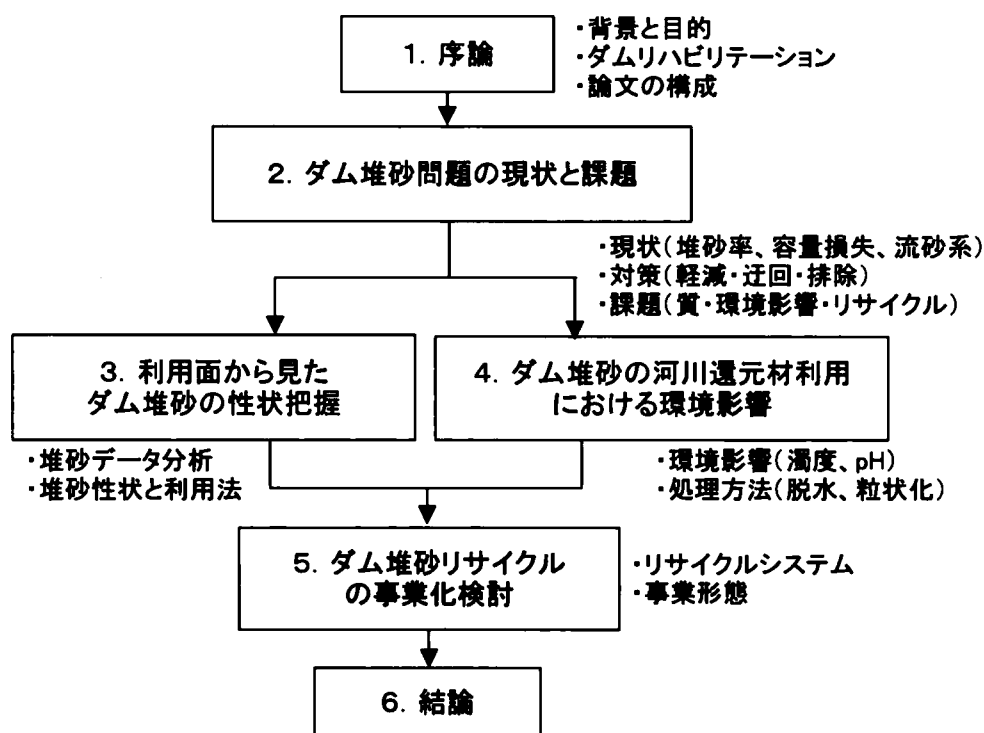 1. 序論
・背景と目的
・ダムリハビリテーション
・論文の構成
2. ダム堆砂問題の現状と課題
・現状(堆砂率、容量損失、流砂系)
・対策(軽減・迂回・排除)
・課題(質・環境影響・リサイクル)
3. 利用面から見た
ダム堆砂の性状把握
・堆砂データ分析
・堆砂性状と利用法
4. ダム堆砂の河川還元材利用
における環境影響
・環境影響(濁度、pH)
・処理方法(脱水、粒状化)
5. ダム堆砂リサイクル
の事業化検討
・リサイクルシステム
・事業形態
6. 結論